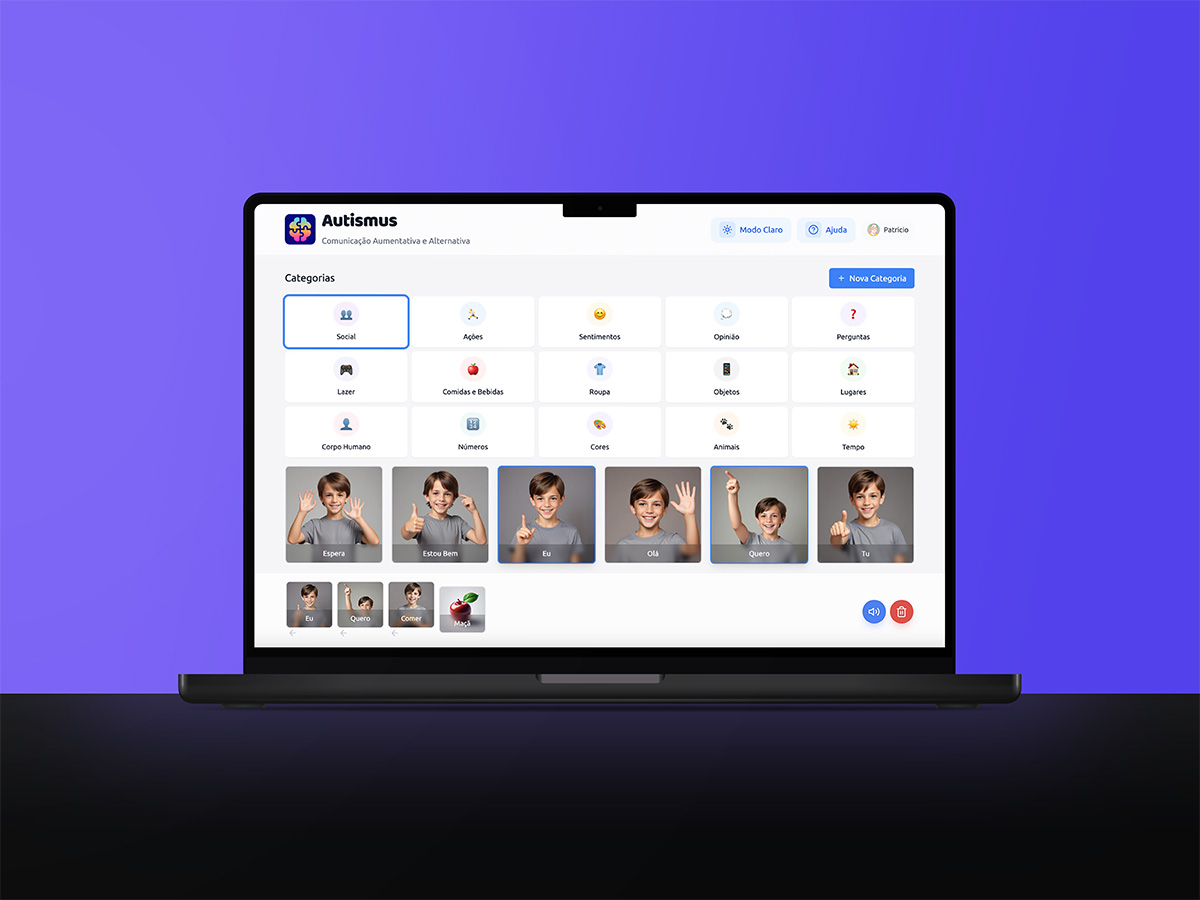 Autismus
Comunicação Aumentativa e Alternativa
Modo Claro
Ajuda
Patricio
Categorias
+ Nova Categoria
Social
Ações
Sentimentos
Opinião
Perguntas
Lazer
Comidas e Bebidas
Roupa
Objetos
Lugares
Corpo Humano
Números
Cores
Animais
Tempo
Espera
Estou Bem
Eu
Olá
Quero
Tu
Eu
Quero
Comer
Maçã